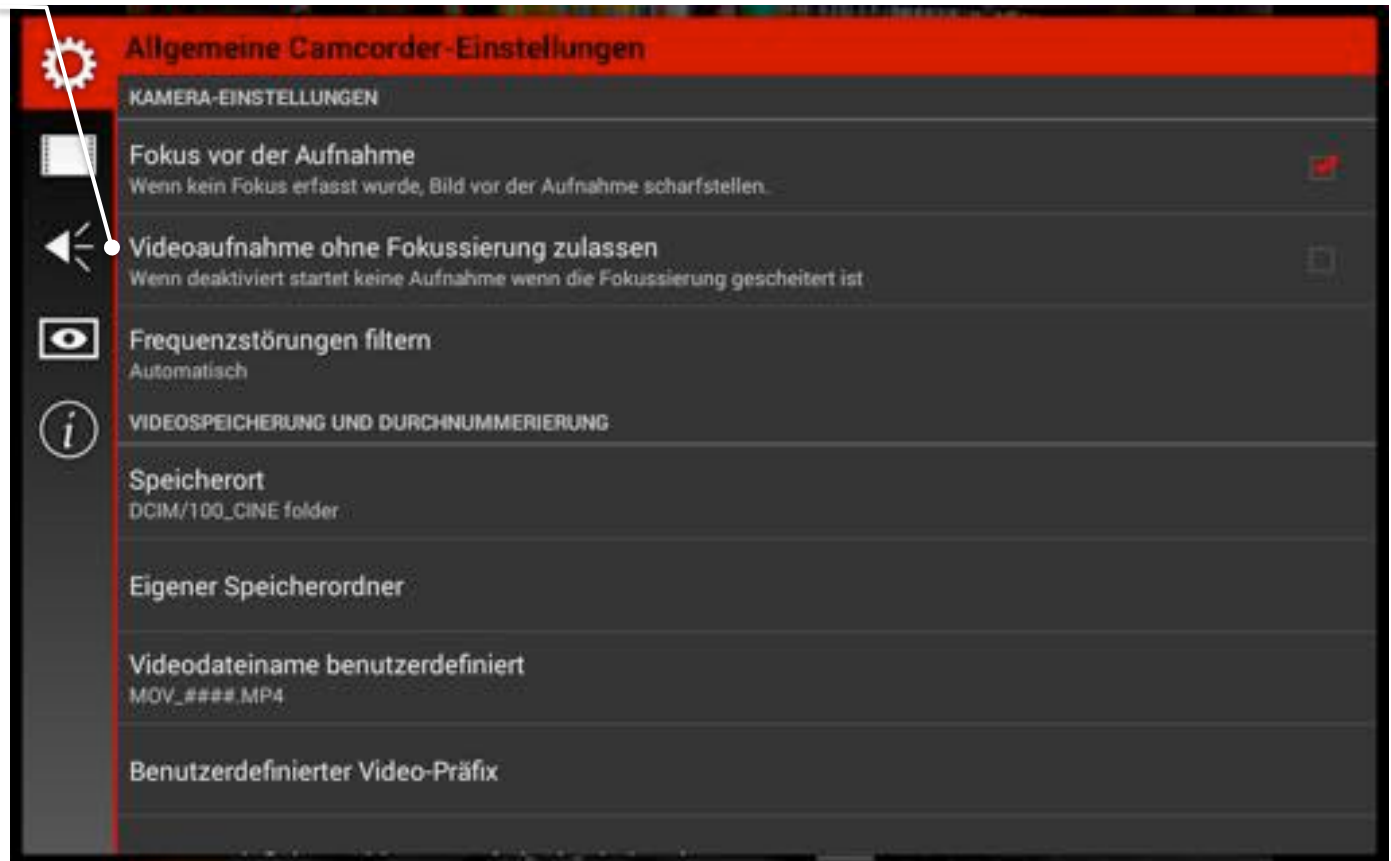 Allgemeine Camcorder-Einstellungen
KAMERA-EINSTELLUNGEN
Fokus vor der Aufnahme
Wenn kein Fokus erfasst wurde, Bild vor der Aufnahme scharfstellen.
Videoaufnahme ohne Fokussierung zulassen
Wenn deaktiviert startet keine Aufnahme wenn die Fokussierung gescheitert ist
Frequenzstörungen filtern
Automatisch
i
VIDEOSPEICHERUNG UND DURCHNUMMERIERUNG
Speicherort
DCIM/100_CINE folder
Eigener Speicherordner
Videodateiname benutzerdefiniert
MOV_####.MP4
Benutzerdefinierter Video-Präfix